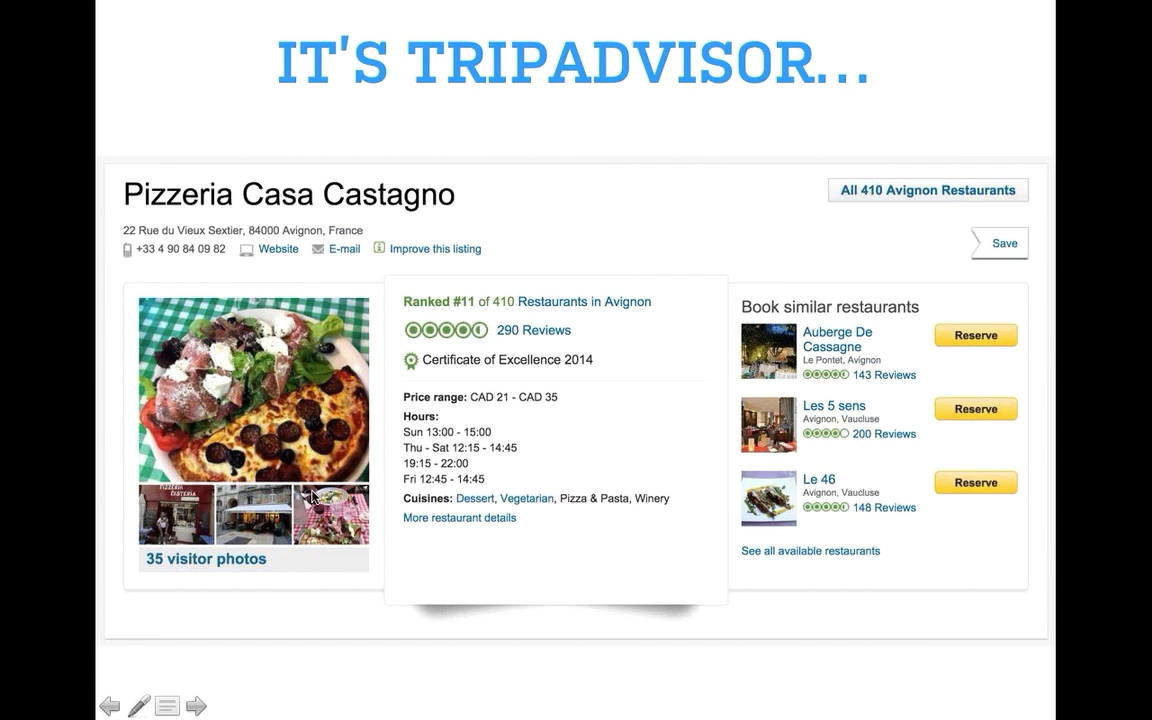 IT'S TRIPADVISOR...
Pizzeria Casa Castagno
All 410 Avignon Restaurants
22 Rue du Vieux Sextier, 84000 Avignon, France
+33 4 90 84 09 82 Website E-mail Improve this listing
Save
Ranked #11 of 410 Restaurants in Avignon
290 Reviews
Certificate of Excellence 2014
Price range: CAD 21 - CAD 35
Hours:
Sun 13:00 - 15:00
Thu - Sat 12:15 - 14:45
19:15 - 22:00
Fri 12:45 - 14:45
Cuisines: Dessert, Vegetarian, Pizza & Pasta, Winery
More restaurant details
PIZZERIA
35 visitor photos
Book similar restaurants
Auberge De
Cassagne
Le Pontet, Avignon
143 Reviews
Reserve
Les 5 sens
Avignon, Vaucluse
200 Reviews
Reserve
Le 46
Avignon, Vaucluse
148 Reviews
Reserve
See all available restaurants